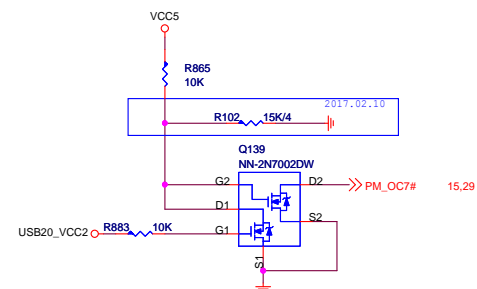 VCC5
R865
10K
2017.02.10
R102 15K/4
Q139
NN-2N7002DW
G2 D2
PM_OC7# 15,29
D1
S2
USB20_VCC2 R883 10K G1
S1